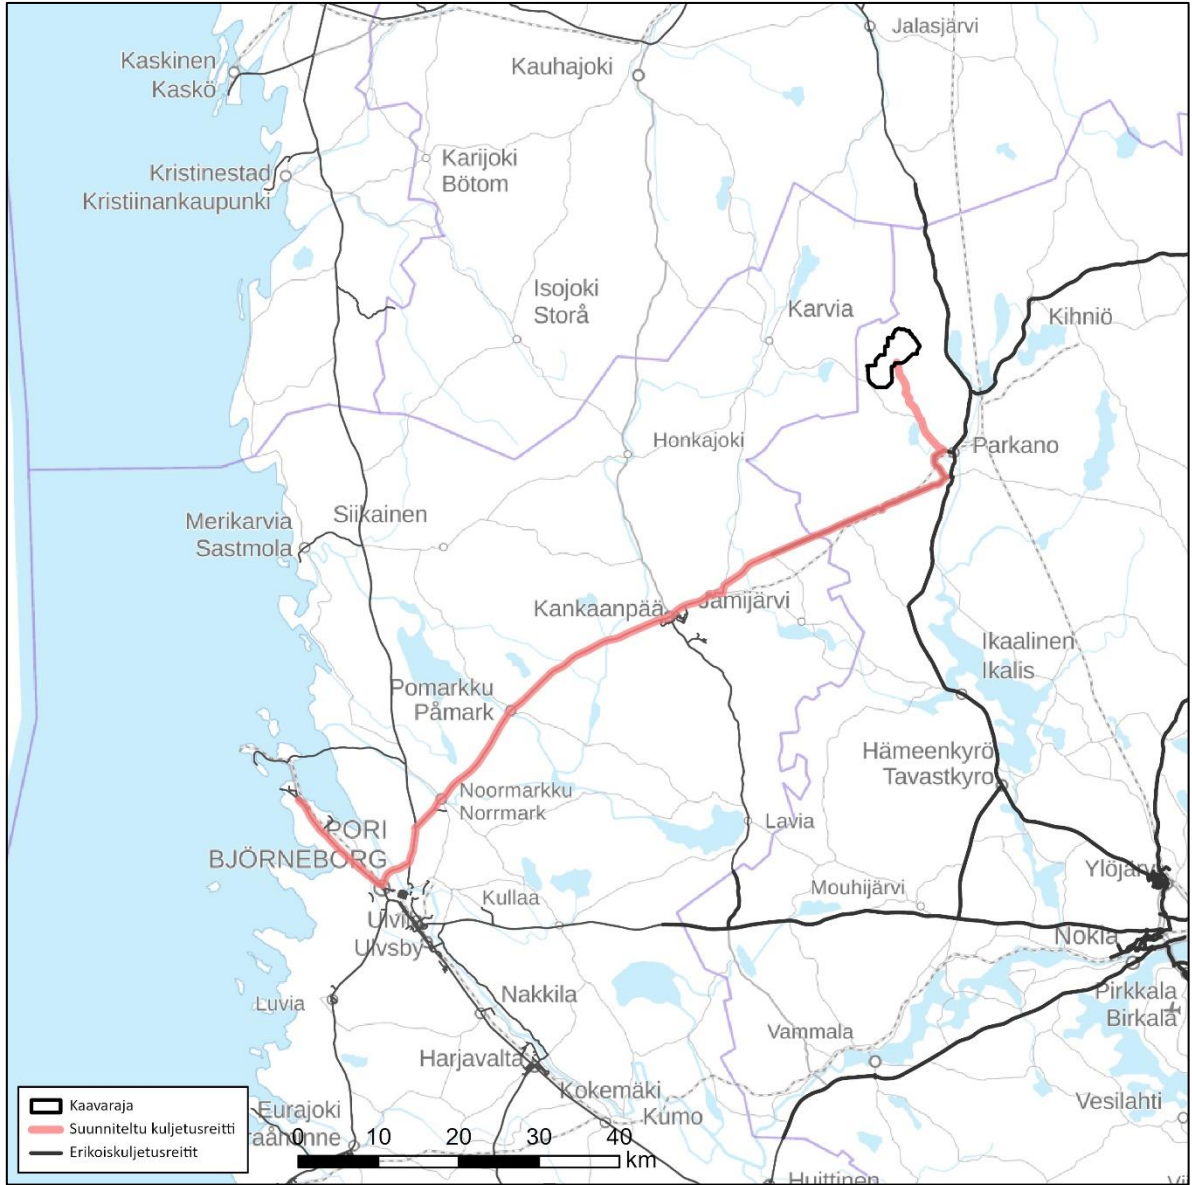 Jalasjärvi
Kaskinen
Kaskö
Kauhajoki
Karijoki
Bötom
Kristinestad
Kristiinankaupunki
Isojoki
Storå
Karvia
Kihniö
Honkajoki
Parkano
Siikainen
Merikarvia
Sastmola
Kankaanpää
Jämijärvi
Ikaalinen
Ikalis
Pomarkku
Påmark
Hämeenkyrö
Tavastkyro
Noormarkku
Norrmark
PORI
BJÖRNEBORG
Lavia
Ylöjärvi
Kullaa
Mouhijärvi
Ulvila
Ulvsby
Nokia
Nakkila
Luvia
Pirkkala
Birkala
Vammala
Harjavalta
Kokemäki
Kumo
Vesilahti
Eurajoki
Huittinen
Kaavaraja
Suunniteltu kuljetusreitti
Erikoiskuljetusreitit
0 10 20 30 40
km